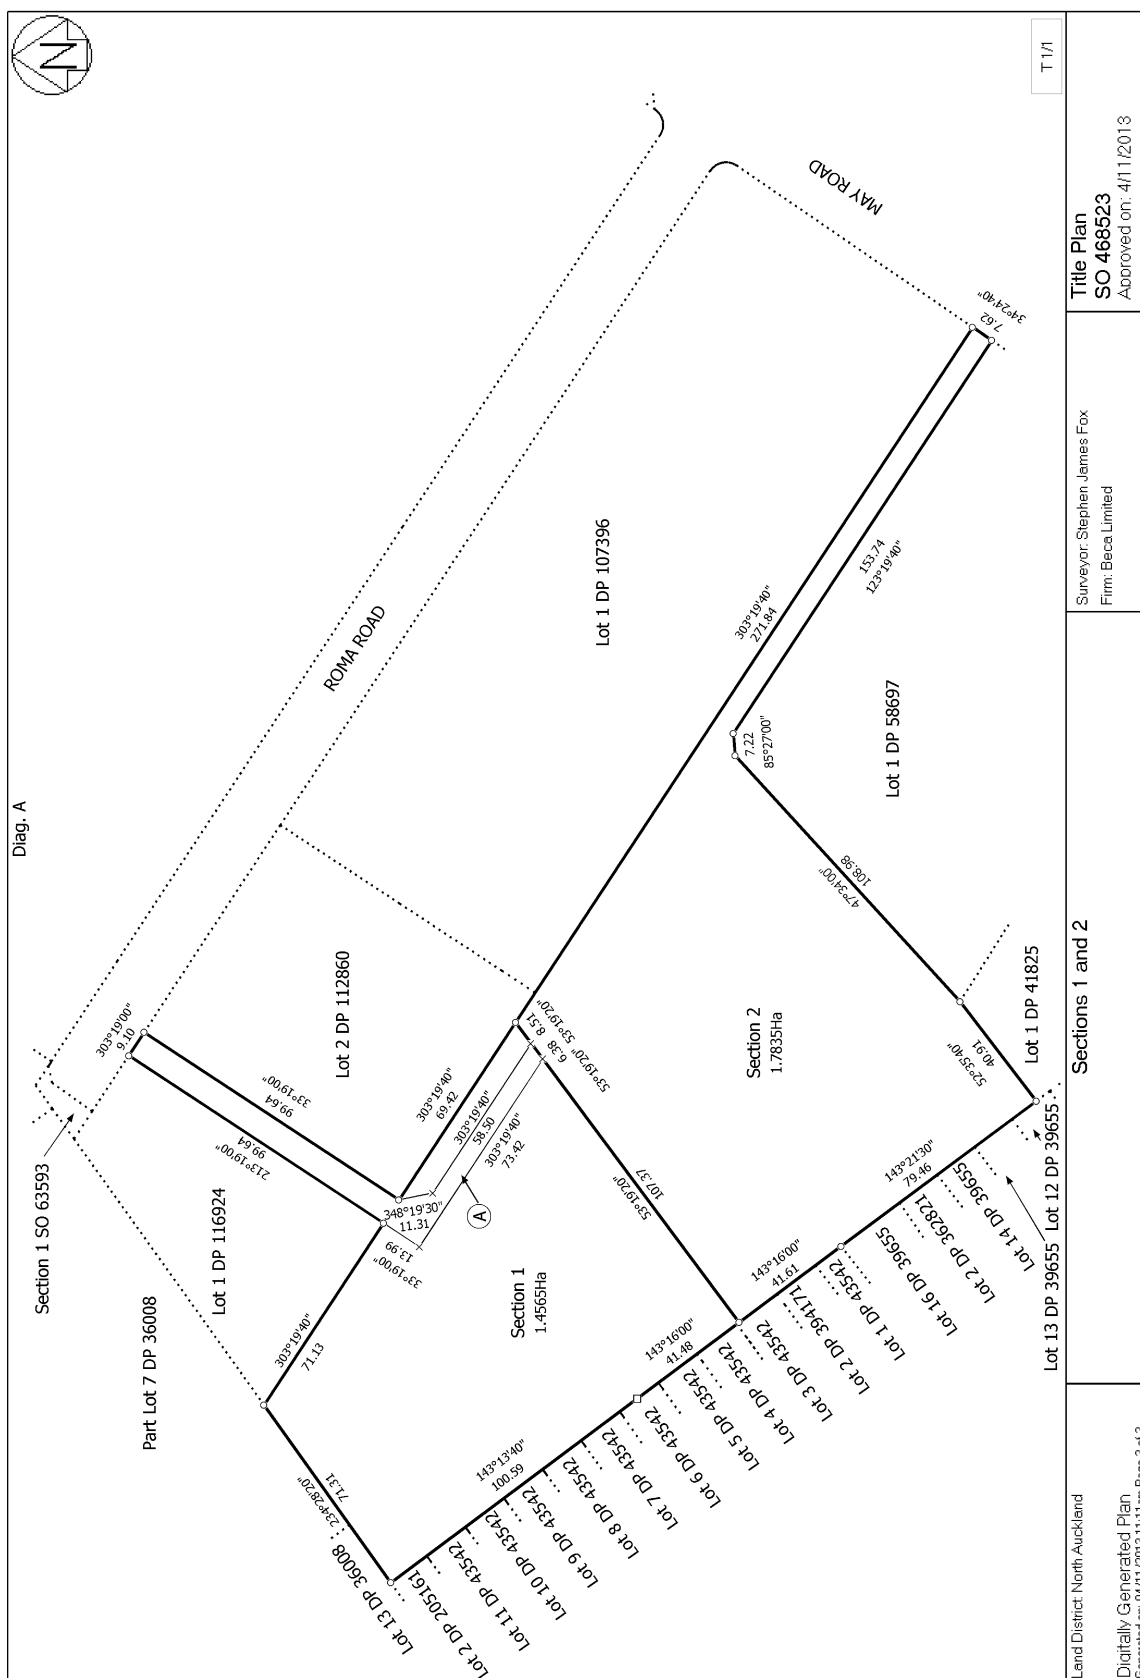 Diag. A
N
T 1/1
MAY ROAD
ROMA ROAD
Section 1 SO 63593
Part Lot 7 DP 36008
Lot 1 DP 116924
Lot 2 DP 112860
Lot 1 DP 107396
Lot 1 DP 58697
Lot 1 DP 41825
Section 1
1.4565Ha
Section 2
1.7835Ha
A
303°19'00"
9.10
33°19'00"
99.64
213°19'00"
99.64
303°19'40"
69.42
303°19'40"
58.50
303°19'40"
73.42
348°19'30"
11.31
33°19'00"
13.99
303°19'40"
71.13
234°28'20"
71.31
53°19'20"
8.51
53°19'20"
6.38
53°19'20"
107.37
303°19'40"
271.84
34°24'40"
7.62
153.74
123°19'40"
7.22
85°27'00"
108.98
47°34'00"
40.91
52°35'40"
143°21'30"
79.46
143°16'00"
41.61
143°16'00"
41.48
143°13'40"
100.59
Lot 13 DP 36008
Lot 2 DP 205161
Lot 11 DP 43542
Lot 10 DP 43542
Lot 9 DP 43542
Lot 8 DP 43542
Lot 7 DP 43542
Lot 6 DP 43542
Lot 5 DP 43542
Lot 4 DP 43542
Lot 3 DP 43542
Lot 2 DP 394171
Lot 1 DP 43542
Lot 16 DP 39655
Lot 2 DP 362821
Lot 14 DP 39655
Lot 13 DP 39655
Lot 12 DP 39655
Land District: North Auckland
Digitally Generated Plan
Generated on: 04/11/2013 11:11am Page 3 of 3
Sections 1 and 2
Surveyor: Stephen James Fox
Firm: Beca Limited
Title Plan
SO 468523
Approved on: 4/11/2013